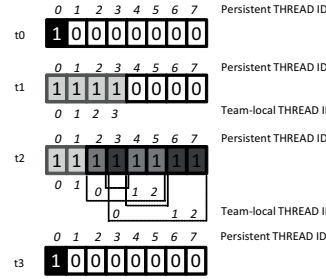 0 1 2 3 4 5 6 7 Persistent THREAD ID
t0 1 0 0 0 0 0 0 0
0 1 2 3 4 5 6 7 Persistent THREAD ID
t1 1 1 1 1 0 0 0 0
0 1 2 3 Team-local THREAD ID
0 1 2 3 4 5 6 7 Persistent THREAD ID
t2 1 1 1 1 1 1 1 1
0 1 0 1 2
0 1 2 Team-local THREAD ID
0 1 2 3 4 5 6 7 Persistent THREAD ID
t3 1 0 0 0 0 0 0 0